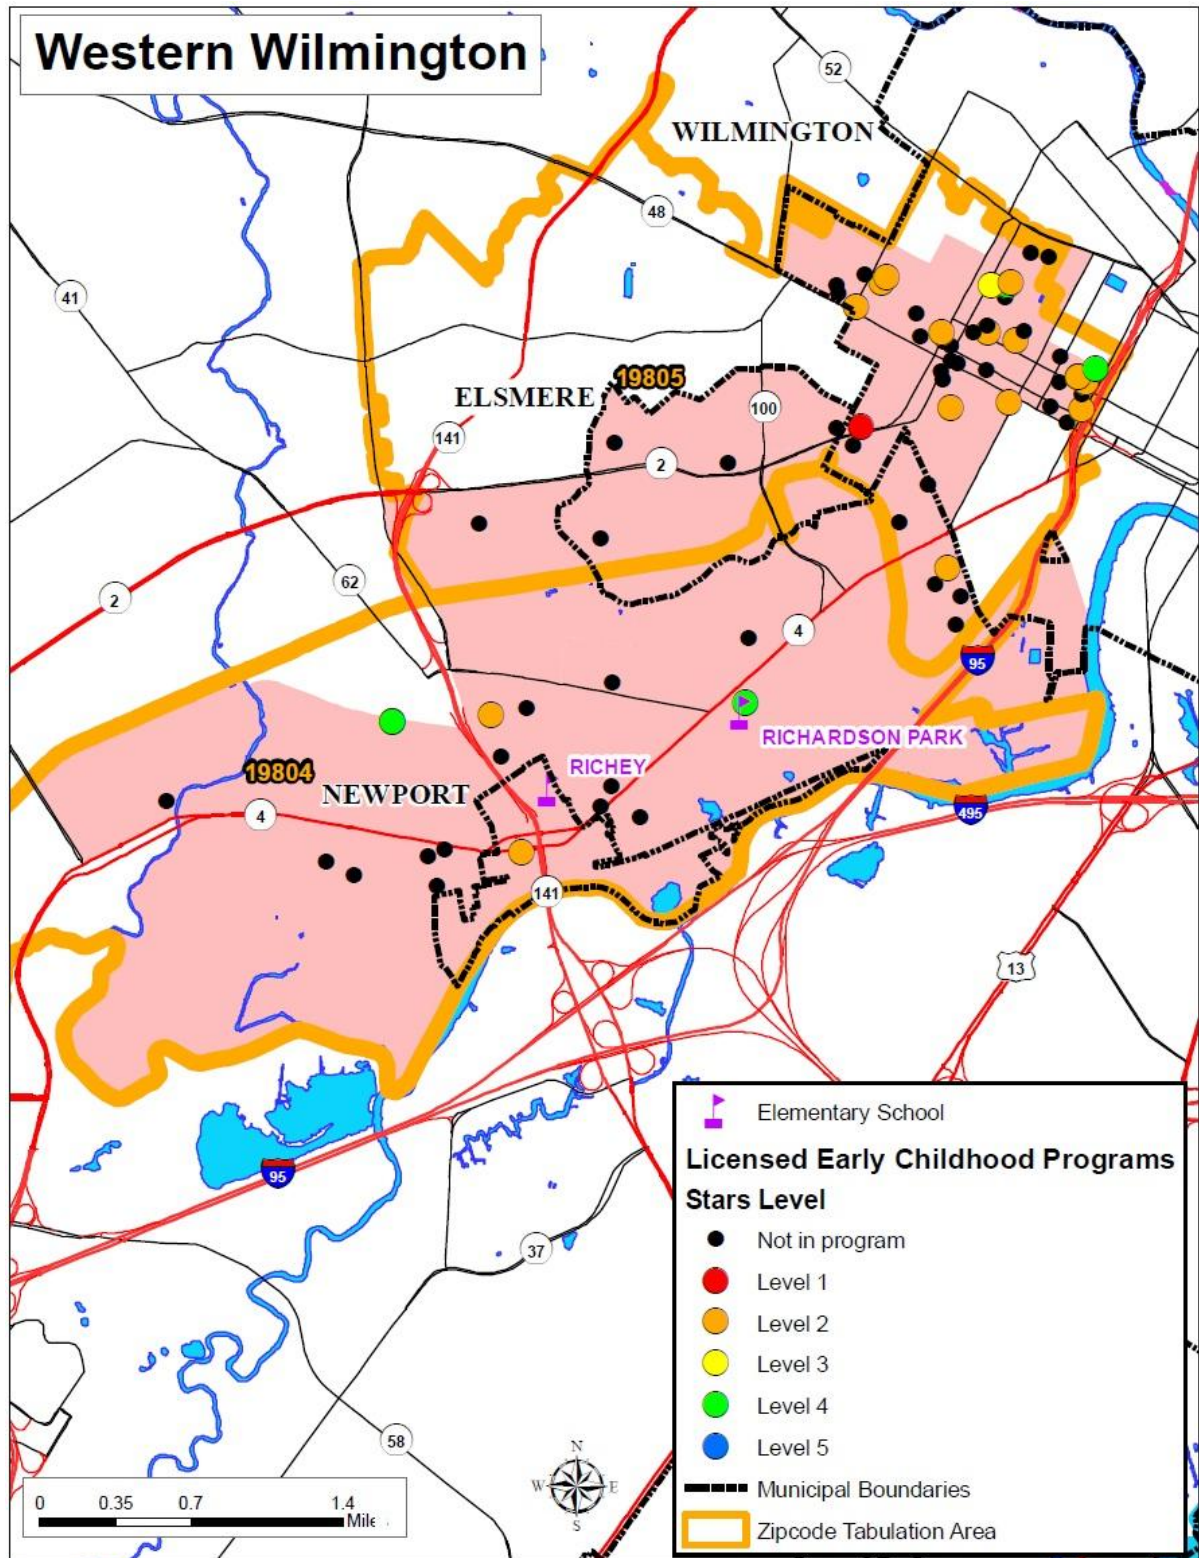 Western Wilmington
52
WILMINGTON
48
41
19805
ELSMERE
100
141
2
62
2
4
95
RICHARDSON PARK
RICHEY
19804
NEWPORT
4
495
141
13
Elementary School
Licensed Early Childhood Programs
Stars Level
Not in program
Level 1
Level 2
Level 3
Level 4
Level 5
Municipal Boundaries
Zipcode Tabulation Area
95
37
58
N
W E
S
0 0.35 0.7 1.4